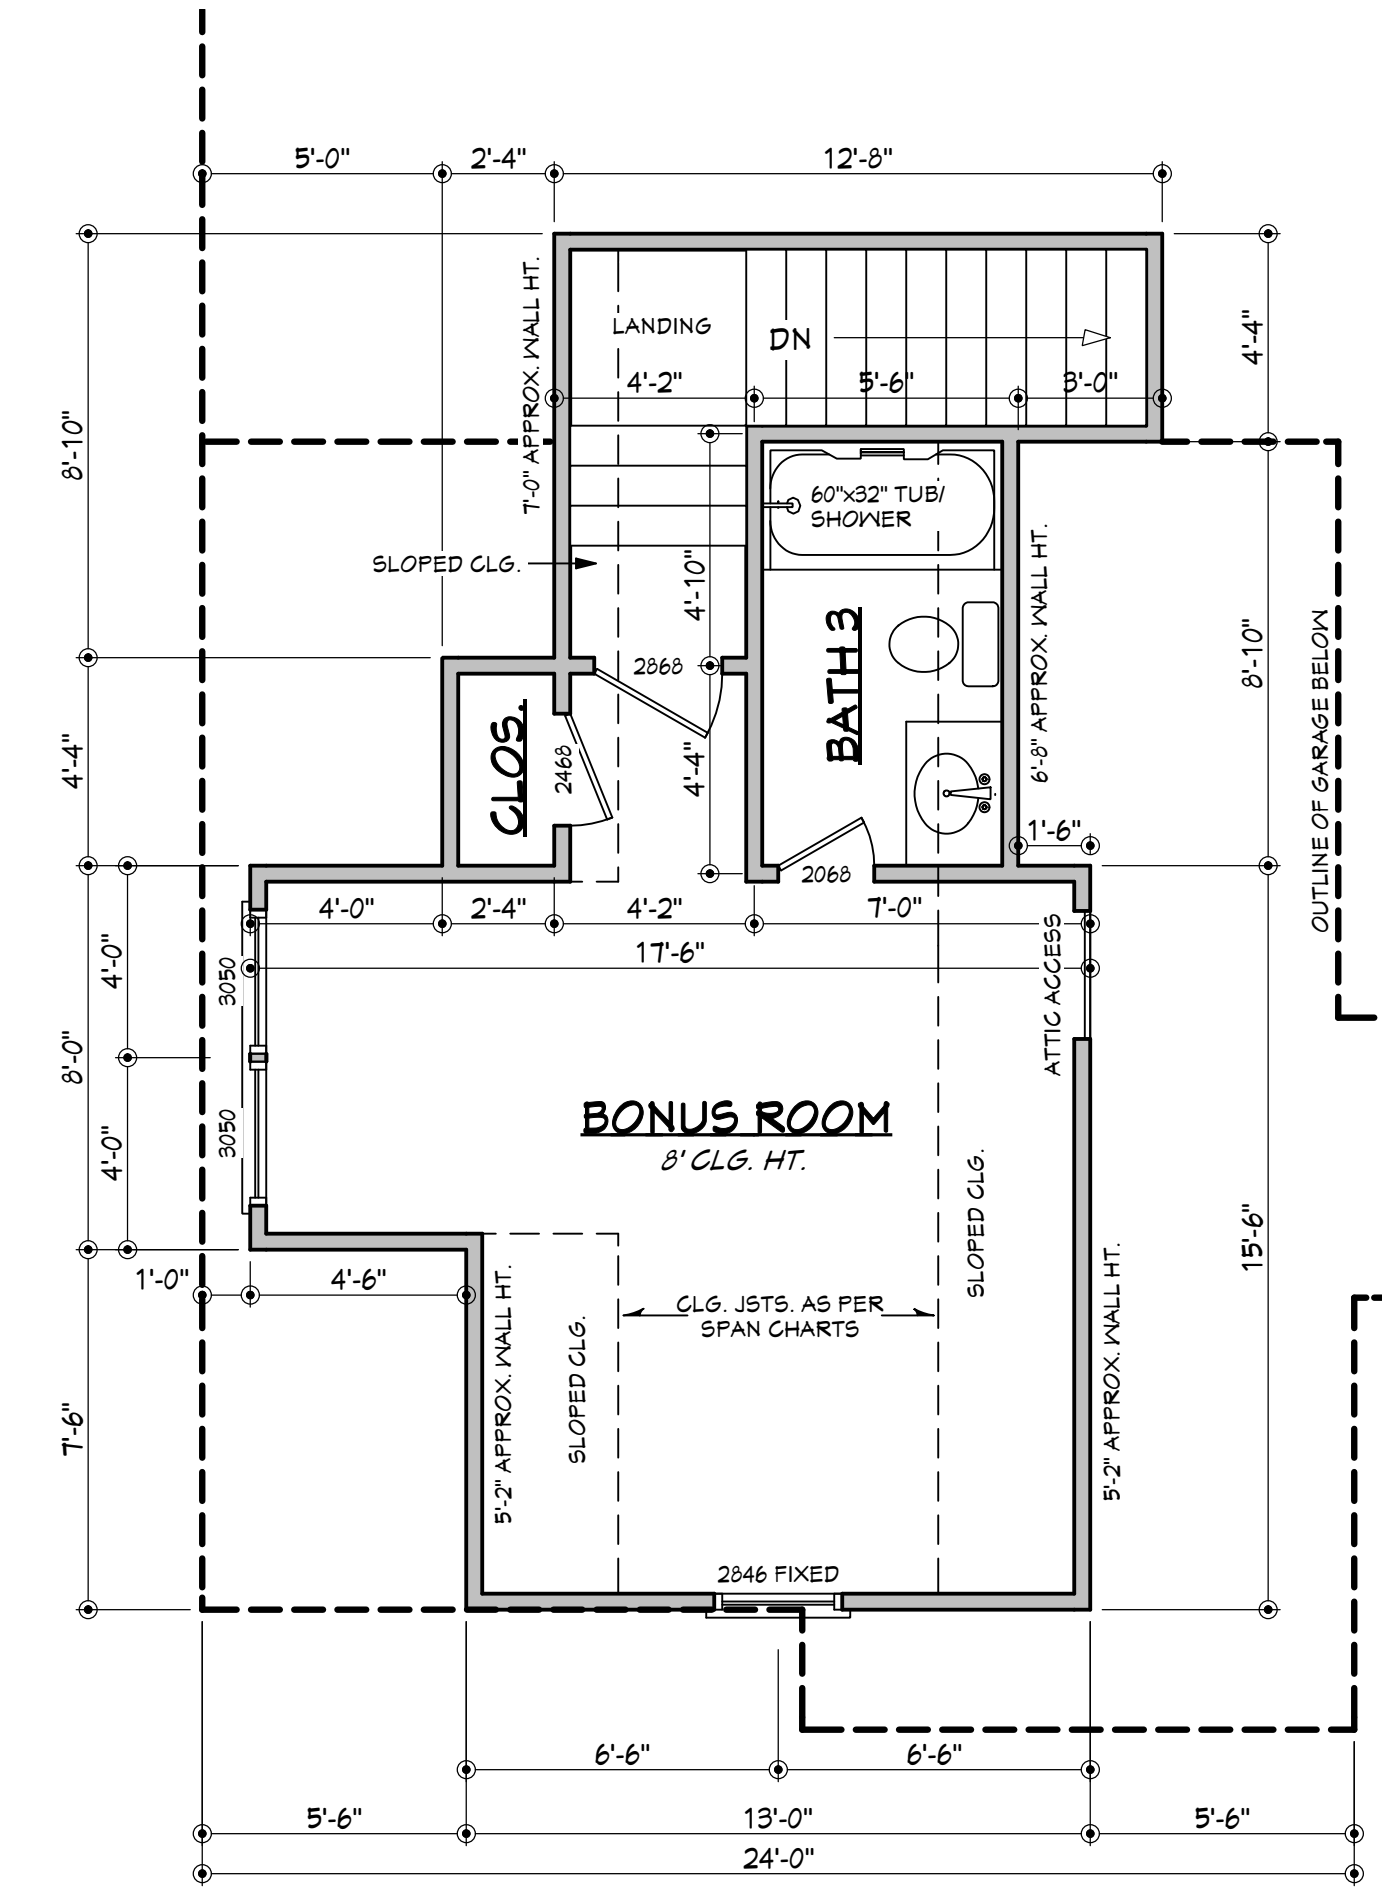 5'-0"
2'-4"
12'-8"
7'-0" APPROX. WALL HT.
LANDING
DN
4'-4"
4'-2"
5'-6"
3'-0"
8'-10"
60"x32" TUB/
SHOWER
SLOPED CLG.
4'-10"
6'-8" APPROX. WALL HT.
OUTLINE OF GARAGE BELOW
8'-10"
BATH 3
2868
CLOS.
2468
4'-4"
4'-4"
1'-6"
2068
4'-0"
2'-4"
4'-2"
7'-0"
17'-6"
4'-0"
3050
ATTIC ACCESS
8'-0"
BONUS ROOM
8' CLG. HT.
4'-0"
3050
SLOPED CLG.
15'-6"
1'-0"
4'-6"
CLG. JSTS. AS PER
SPAN CHARTS
5'-2" APPROX. WALL HT.
SLOPED CLG.
5'-2" APPROX. WALL HT.
7'-6"
2846 FIXED
6'-6"
6'-6"
5'-6"
13'-0"
5'-6"
24'-0"